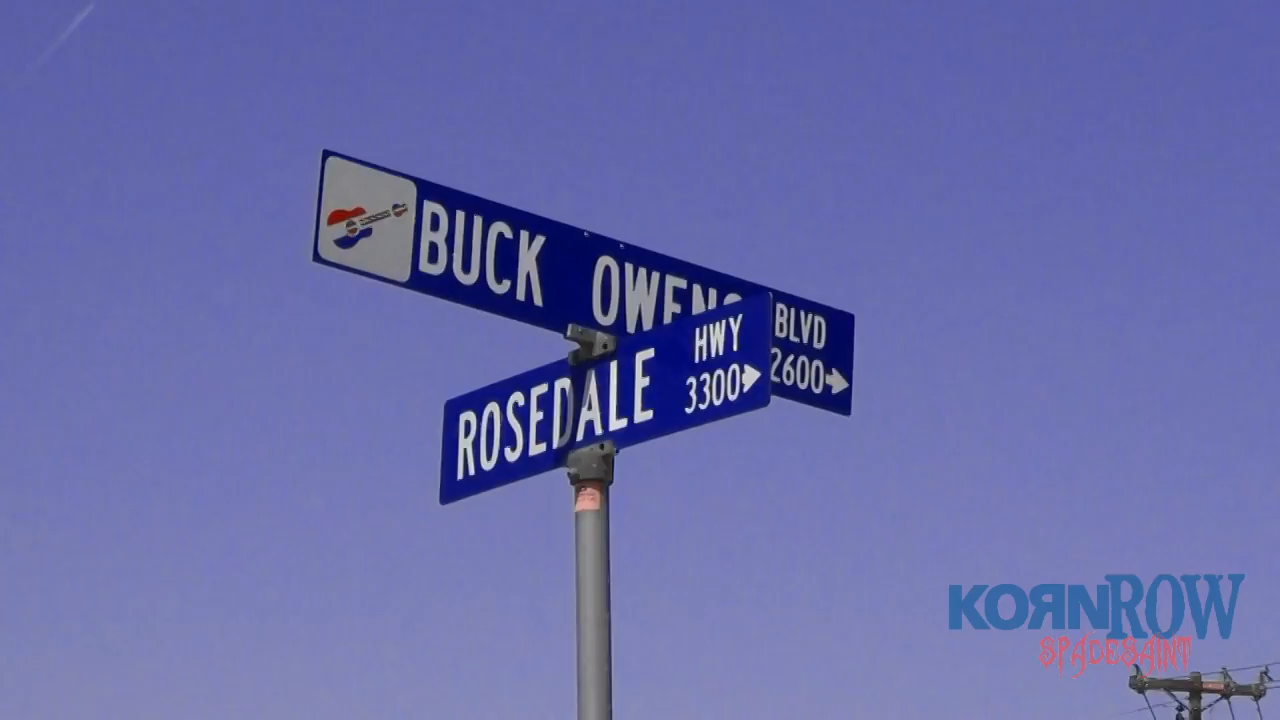 BUCK OWENS BLVD
2600
ROSEDALE HWY
3300
KORNROW
SPADESAINT